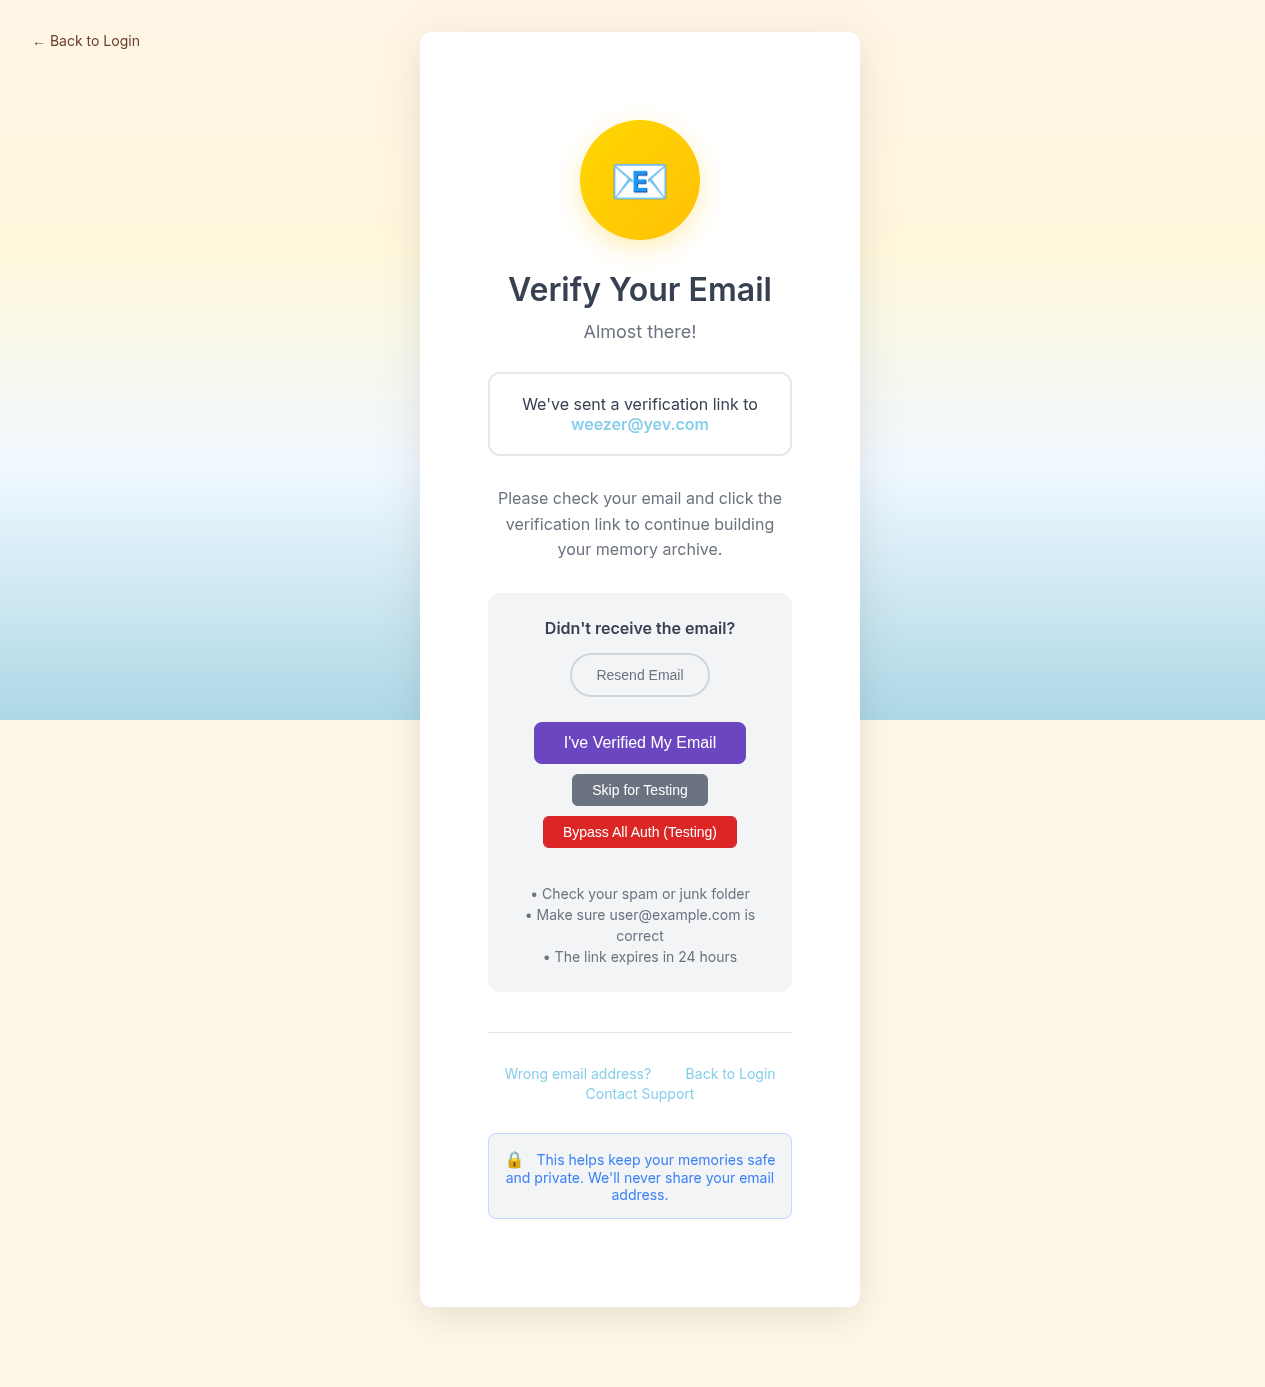 ← Back to Login
E
Verify Your Email
Almost there!
We've sent a verification link to
weezer@yev.com
Please check your email and click the
verification link to continue building
your memory archive.
Didn't receive the email?
Resend Email
I've Verified My Email
Skip for Testing
Bypass All Auth (Testing)
• Check your spam or junk folder
• Make sure user@example.com is
correct
• The link expires in 24 hours
Wrong email address? Back to Login
Contact Support
🔒 This helps keep your memories safe
and private. We'll never share your email
address.